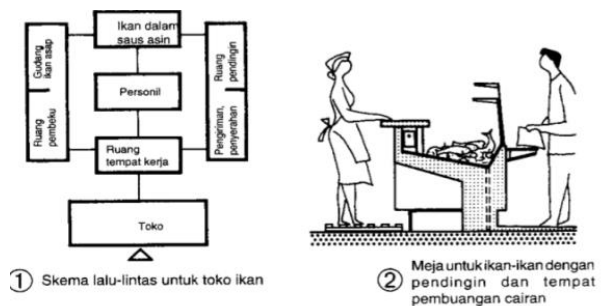 Ikan dalam
saus asin
Gudang
ikan asap
Ruang
pembeku
Ruang
pendingin
Pengiriman,
penyerahan
Personil
Ruang
tempat kerja
Toko
① Skema lalu-lintas untuk toko ikan
② Meja untuk ikan-ikan dengan
pendingin dan tempat
pembuangan cairan